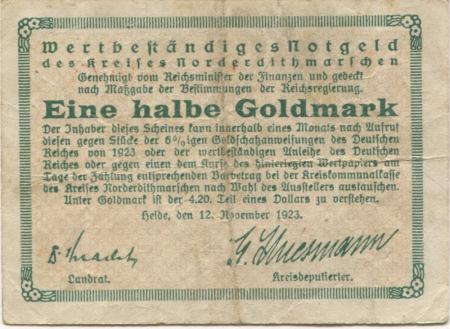 Wertbeständiges Notgeld
des Kreises Norderdithmarschen
Genehmigt vom Reichsminister der Finanzen und gedeckt
nach Maßgabe der Bestimmungen der Reichsregierung.
Eine halbe Goldmark
Der Inhaber dieses Scheines kann innerhalb eines Monats nach Aufruf
diesen gegen Stücke der 6%igen Goldschatzanweisungen des Deutschen
Reiches von 1923 oder der wertbeständigen Anleihe des Deutschen
Reiches oder gegen einen dem Kurse des Wertpapiers am
Tage der Zahlung entsprechenden Barbetrag bei der Kreiskommunalkasse
des Kreises Norderdithmarschen nach Wahl des Ausstellers austauschen.
Unter Goldmark ist der 4.20. Teil eines Dollars zu verstehen.
Heide, den 12. November 1923.
Landrat. Kreisdeputierter.